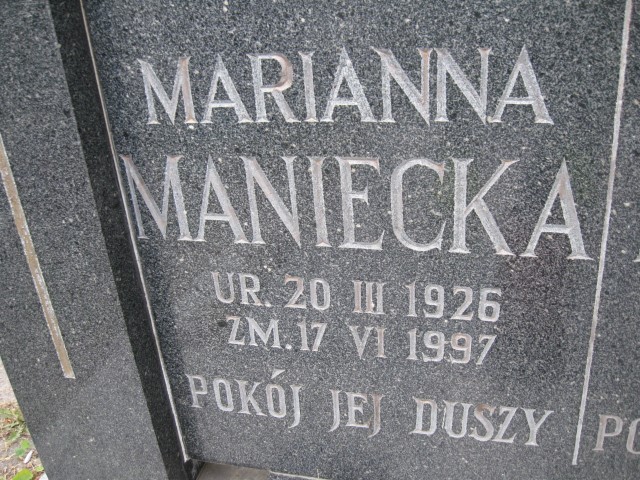 MARIANNA
MANIECKA
UR. 20 III 1926
ZM. 17 VI 1997
POKÓJ JEJ DUSZY